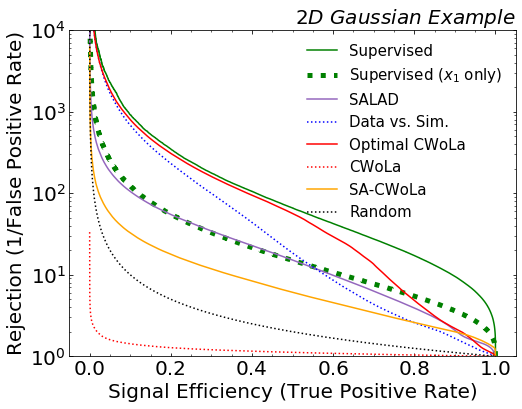 2D Gaussian Example
Rejection (1/False Positive Rate)
10^4
10^3
10^2
10^1
10^0
Supervised
Supervised (x_1 only)
SALAD
Data vs. Sim.
Optimal CWoLa
CWoLa
SA-CWoLa
Random
0.0 0.2 0.4 0.6 0.8 1.0
Signal Efficiency (True Positive Rate)